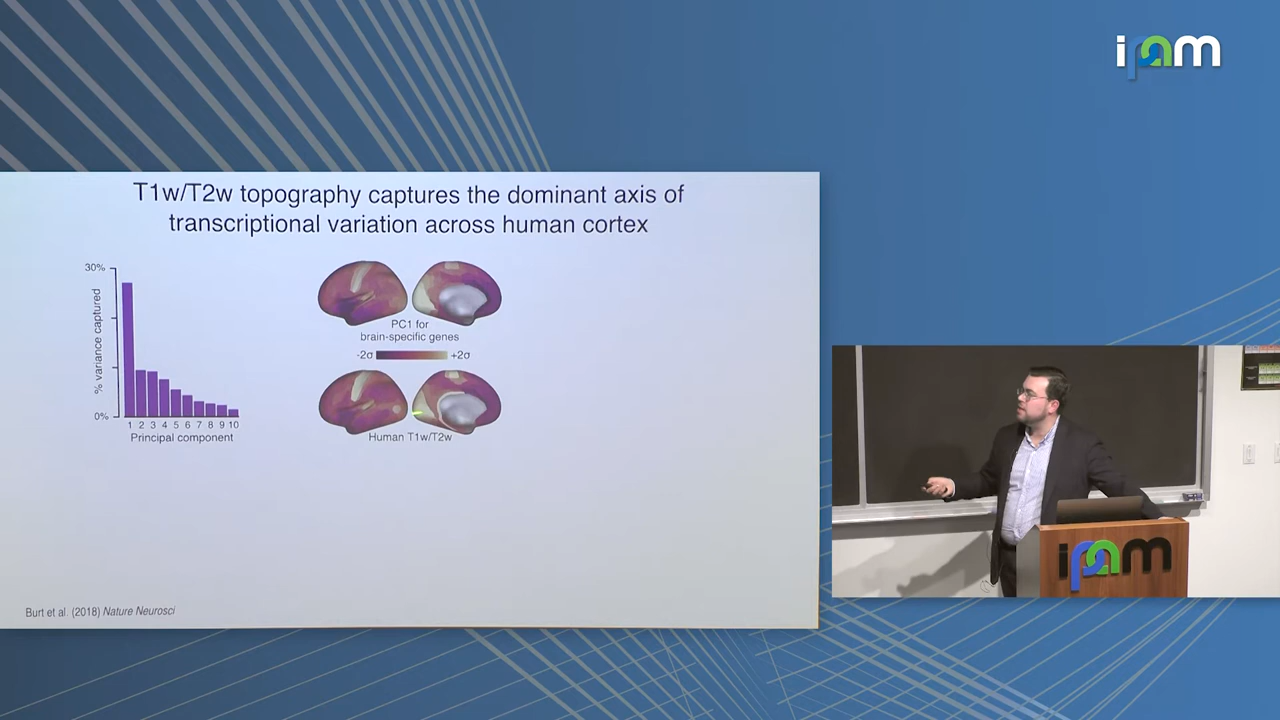 ipam
T1w/T2w topography captures the dominant axis of
transcriptional variation across human cortex
30%
% variance captured
0%
1 2 3 4 5 6 7 8 9 10
Principal component
PC1 for
brain-specific genes
-2σ +2σ
Human T1w/T2w
Burt et al. (2018) Nature Neurosci
ipam